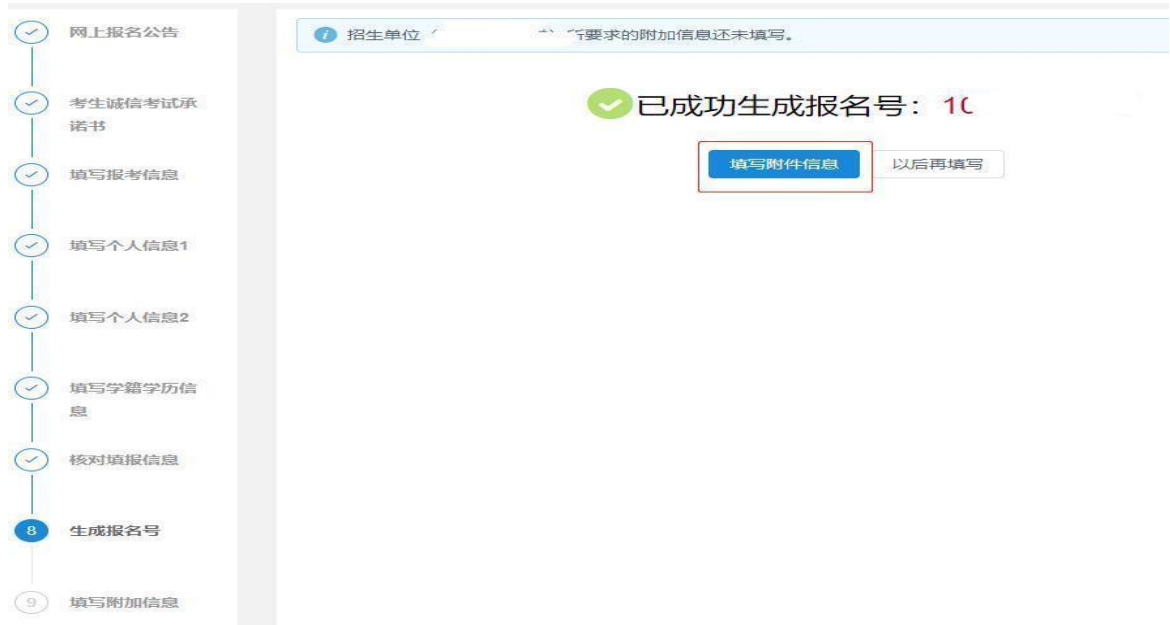 网上报名公告
招生单位
所要求的附加信息还未填写。
考生诚信考试承
诺书
已成功生成报名号：
填写报考信息
填写附件信息
以后再填写
填写个人信息1
填写个人信息2
填写学籍学历信
息
核对填报信息
8
生成报名号
9
填写附加信息